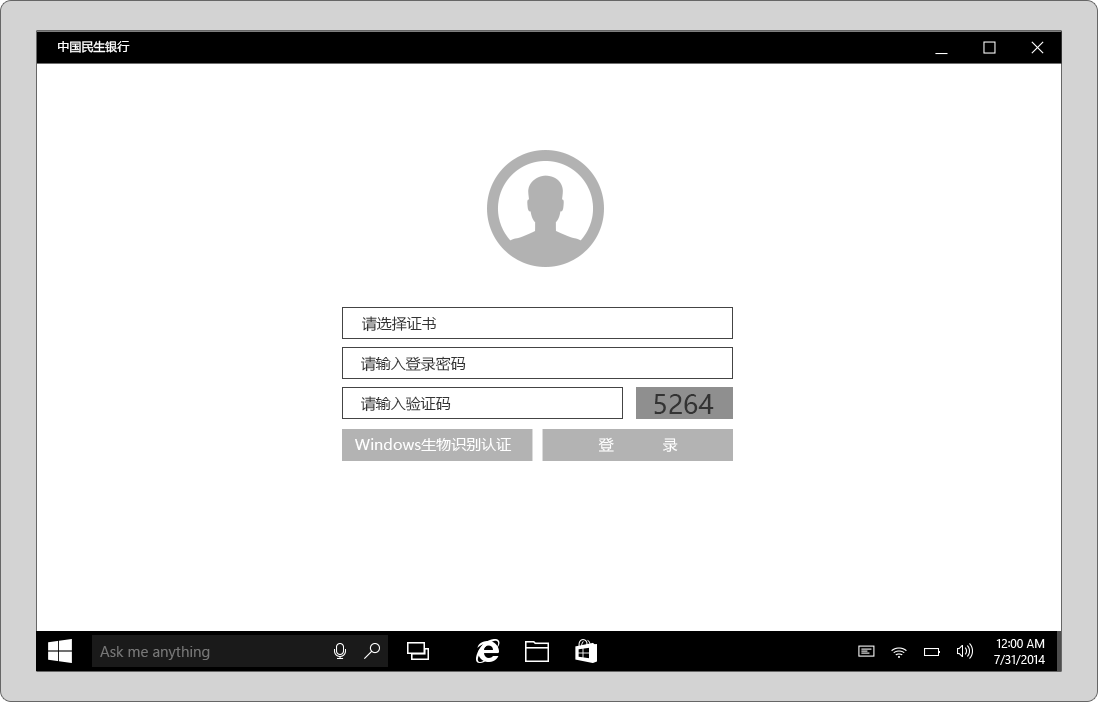 中国民生银行
请选择证书
请输入登录密码
请输入验证码
5264
Windows生物识别认证
登 录
Ask me anything
12:00 AM
7/31/2014